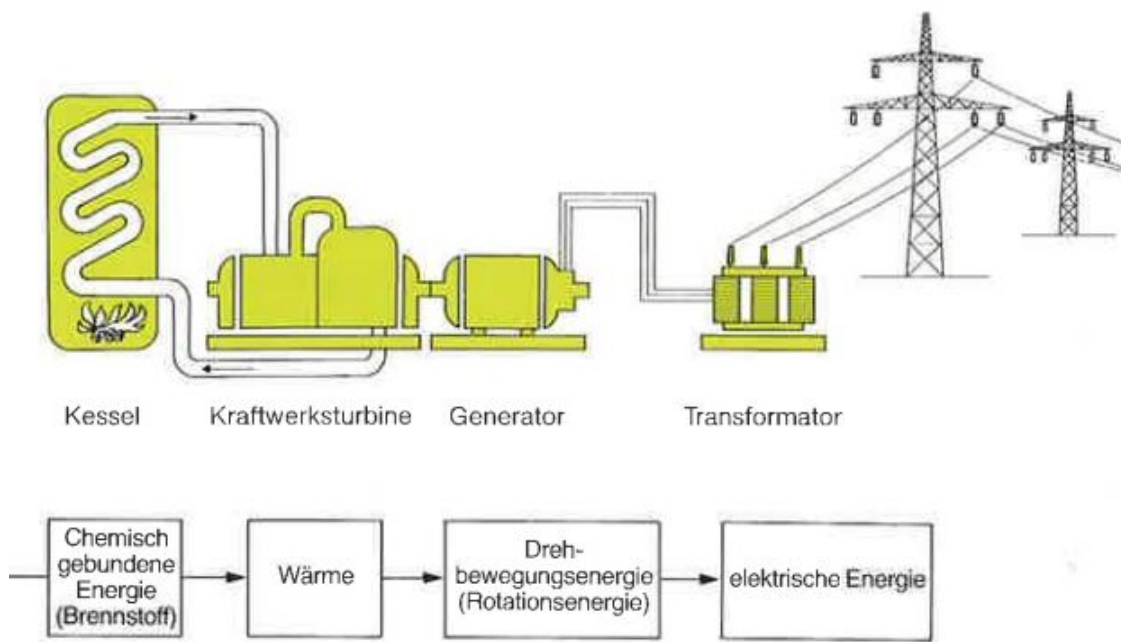 Kessel
Kraftwerksturbine
Generator
Transformator
Chemisch
gebundene
Energie
(Brennstoff)
Wärme
Dreh-
bewegungsenergie
(Rotationsenergie)
elektrische Energie